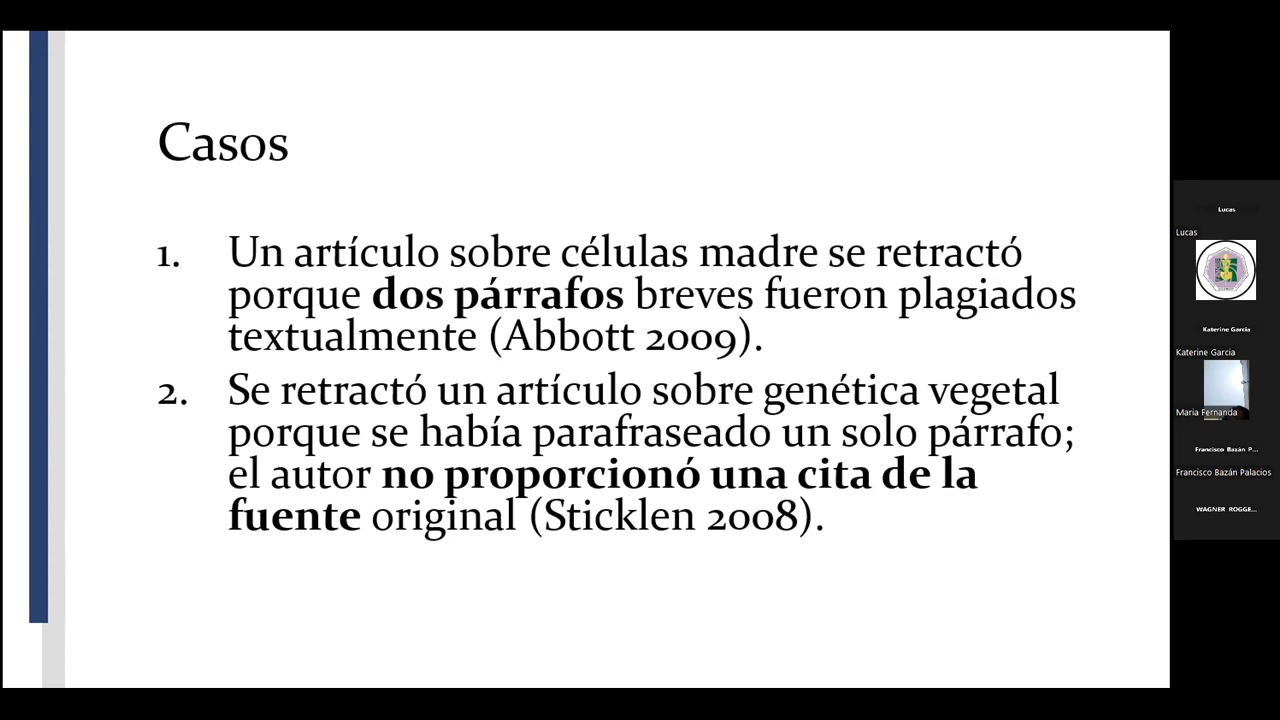 Casos
1. Un artículo sobre células madre se retractó
porque dos párrafos breves fueron plagiados
textualmente (Abbott 2009).
2. Se retractó un artículo sobre genética vegetal
porque se había parafraseado un solo párrafo;
el autor no proporcionó una cita de la
fuente original (Sticklen 2008).
Lucas
Lucas
Katerine Garcia
Katerine Garcia
Maria Fernanda
Francisco Bazán P...
Francisco Bazán Palacios
WAGNER ROGGE...